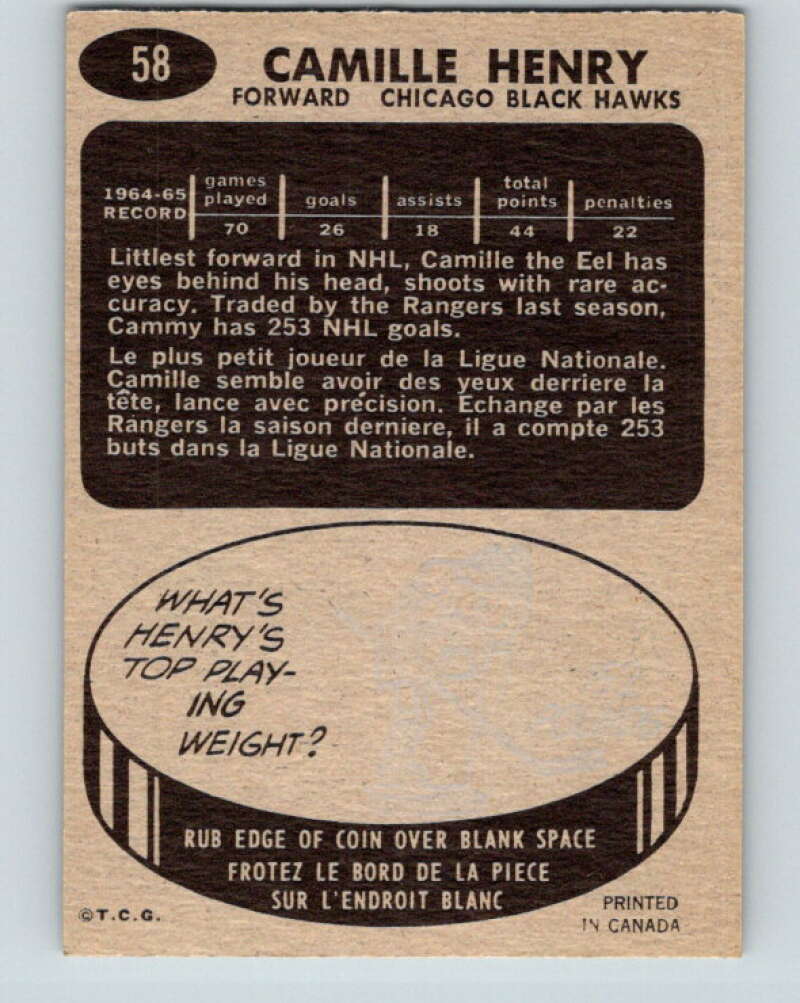 58
CAMILLE HENRY
FORWARD CHICAGO BLACK HAWKS
1964-65 RECORD
games played goals assists total points penalties
70 26 18 44 22
Littlest forward in NHL, Camille the Eel has
eyes behind his head, shoots with rare ac-
curacy. Traded by the Rangers last season,
Cammy has 253 NHL goals.
Le plus petit joueur de la Ligue Nationale.
Camille semble avoir des yeux derriere la
tête, lance avec précision. Echange par les
Rangers la saison derniere, il a compte 253
buts dans la Ligue Nationale.
WHAT'S
HENRY'S
TOP PLAY-
ING
WEIGHT?
RUB EDGE OF COIN OVER BLANK SPACE
FROTEZ LE BORD DE LA PIECE
SUR L'ENDROIT BLANC
©T.C.G.
PRINTED
IN CANADA